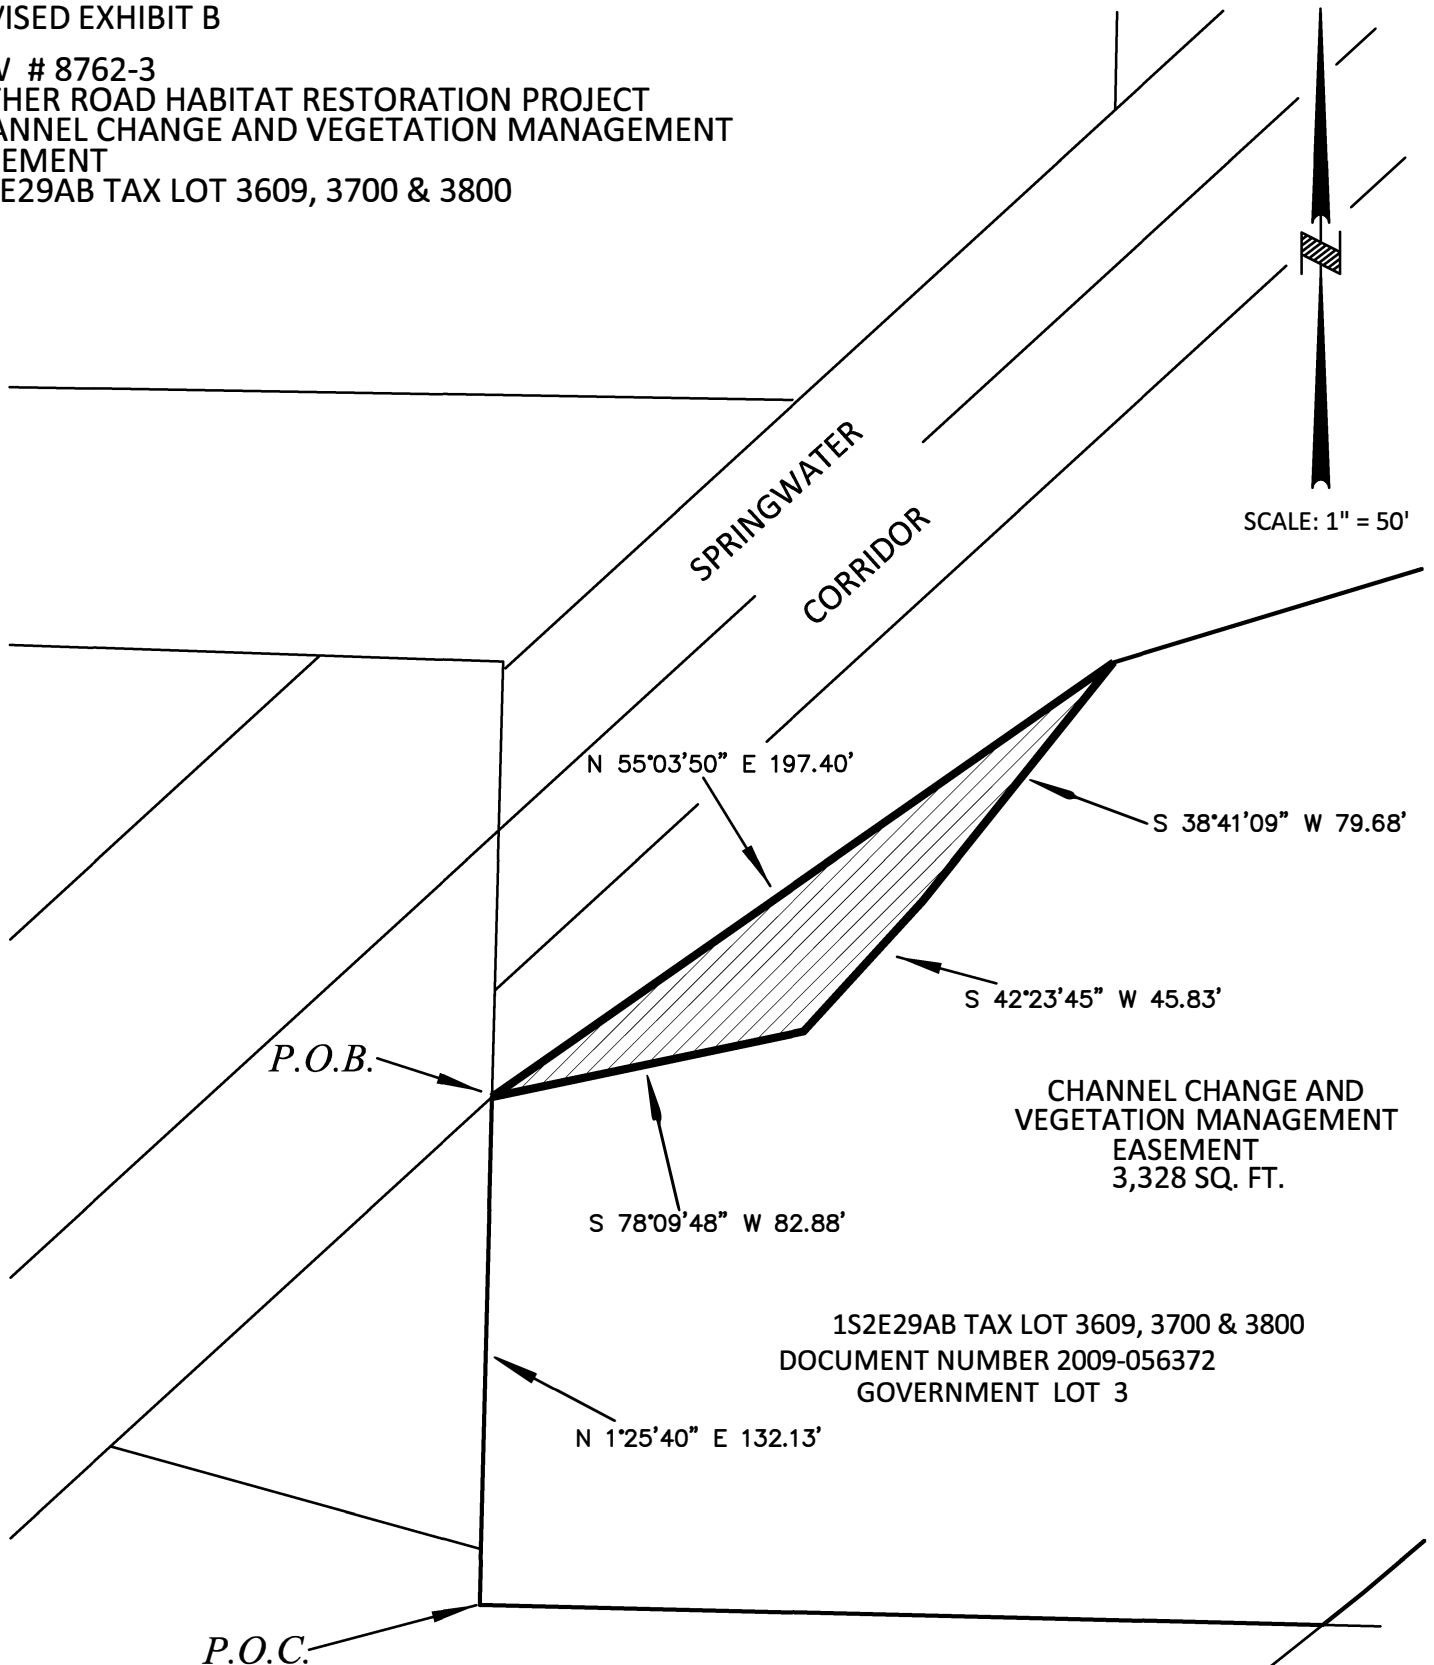 VISED EXHIBIT B
# 8762-3
THER ROAD HABITAT RESTORATION PROJECT
ANNEL CHANGE AND VEGETATION MANAGEMENT
EMENT
E29AB TAX LOT 3609, 3700 & 3800
SCALE: 1" = 50'
SPRINGWATER
CORRIDOR
N 55°03'50" E 197.40'
S 38°41'09" W 79.68'
S 42°23'45" W 45.83'
P.O.B.
CHANNEL CHANGE AND
VEGETATION MANAGEMENT
EASEMENT
3,328 SQ. FT.
S 78°09'48" W 82.88'
1S2E29AB TAX LOT 3609, 3700 & 3800
DOCUMENT NUMBER 2009-056372
GOVERNMENT LOT 3
N 1°25'40" E 132.13'
P.O.C.